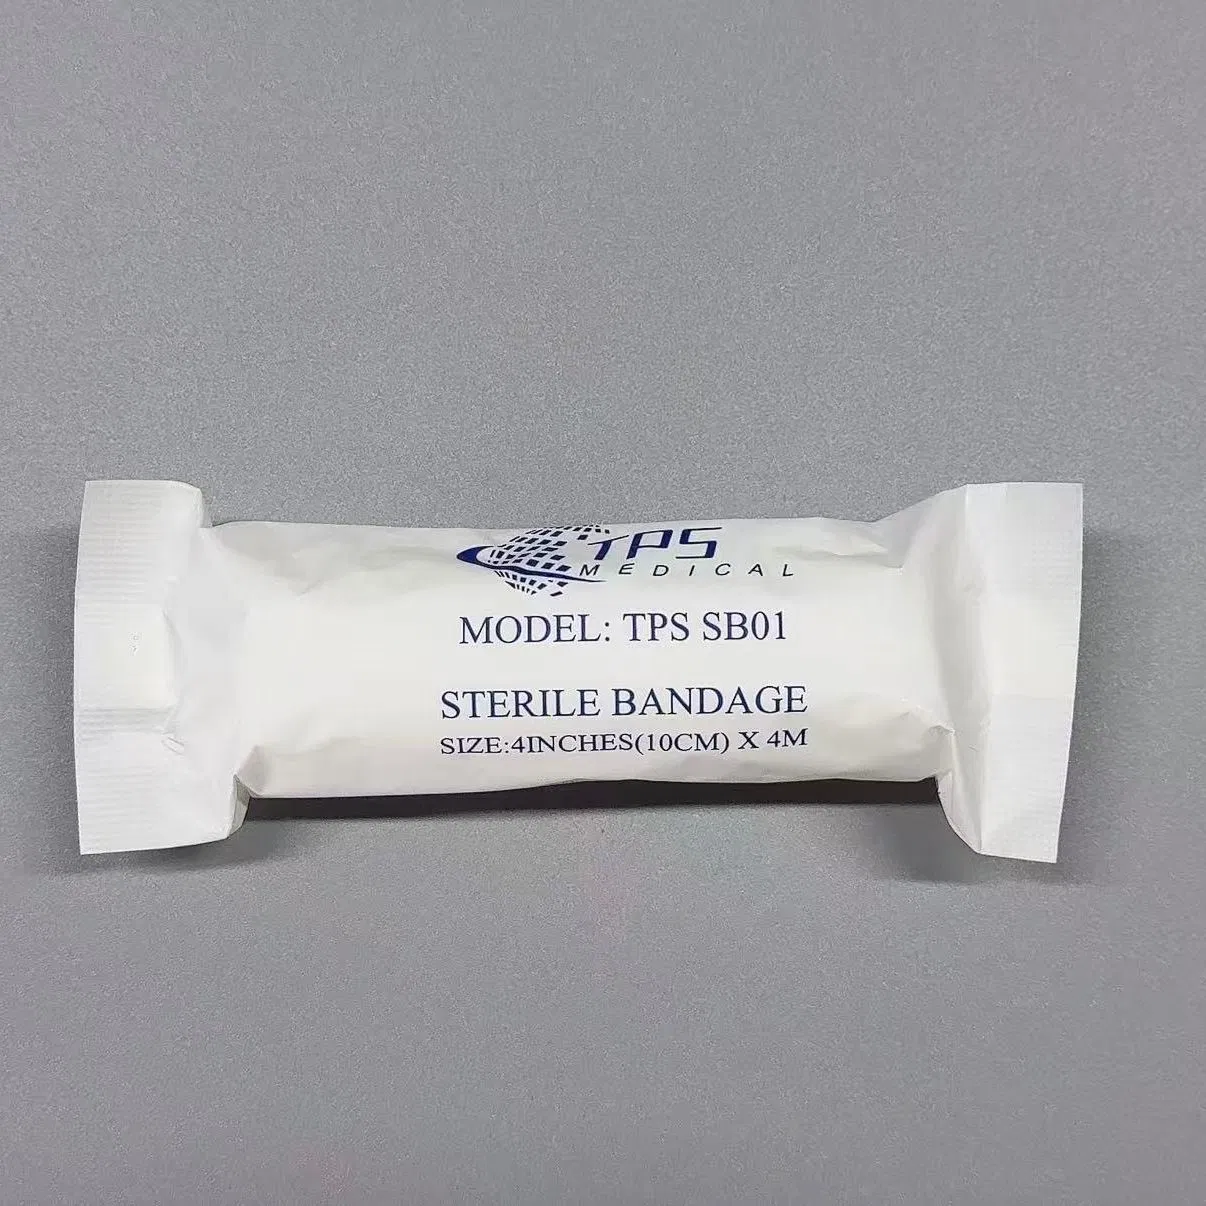 TPS
MEDICAL
MODEL: TPS SB01
STERILE BANDAGE
SIZE:4INCHES(10CM) X 4M